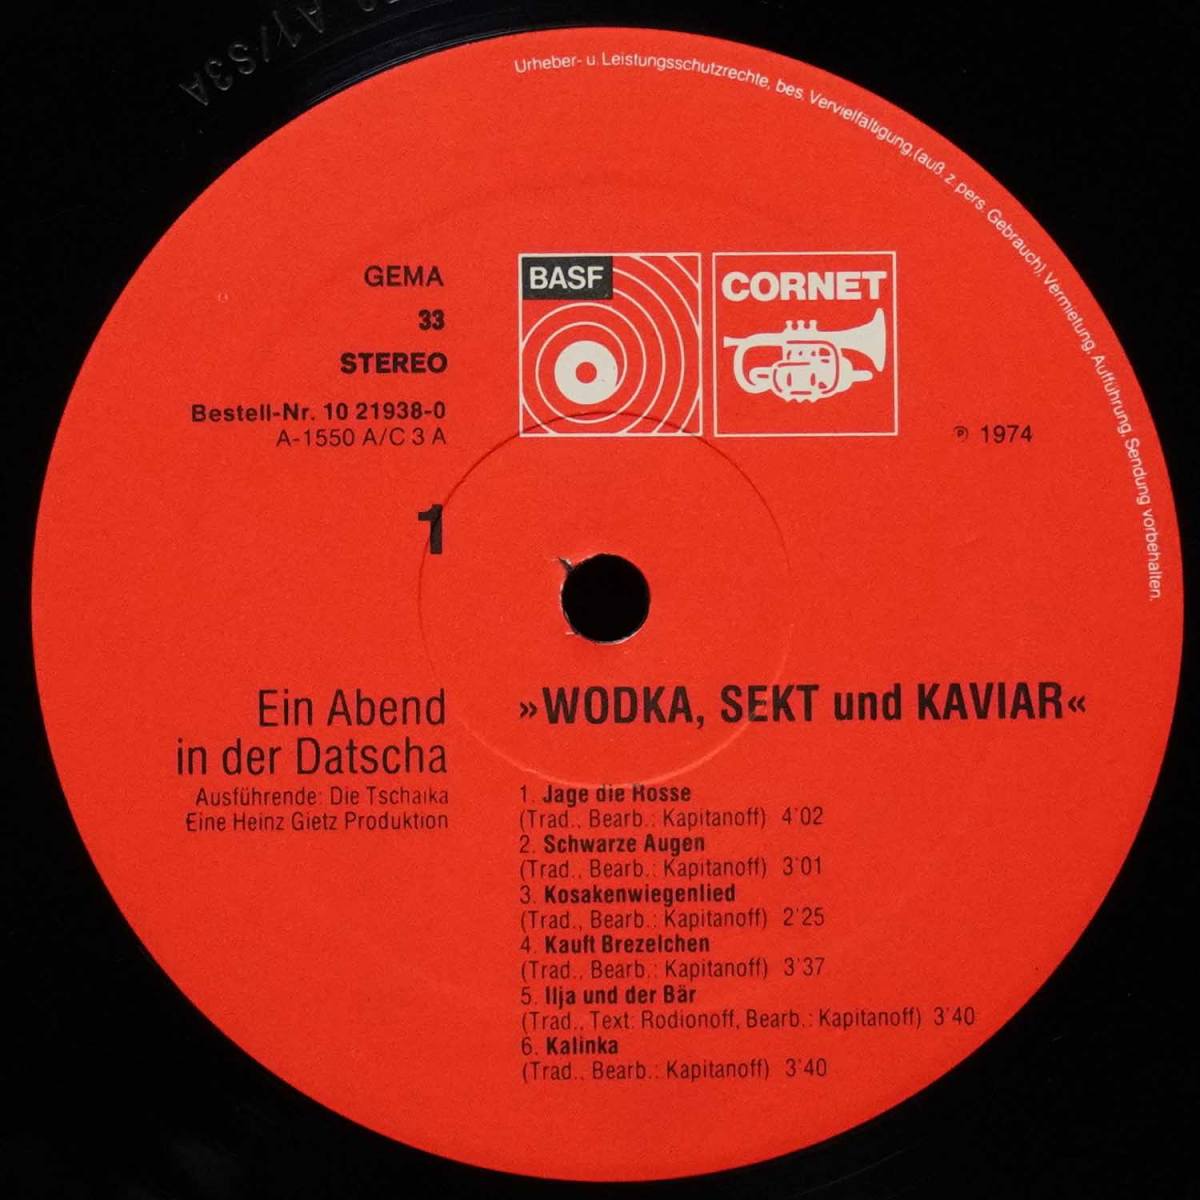 A1/S3A
Urheber- u. Leistungsschutzrechte, bes. Vervielfältigung,(auß. z. pers. Gebrauch), Vermietung, Aufführung, Sendung vorbehalten.
GEMA
33
STEREO
Bestell-Nr. 10 21938-0
A-1550 A/C 3 A
BASF
CORNET
℗ 1974
1
Ein Abend
in der Datscha
Ausführende: Die Tschaika
Eine Heinz Gietz Produktion
»WODKA, SEKT und KAVIAR«
1. Jage die Rosse
(Trad., Bearb.: Kapitanoff) 4'02
2. Schwarze Augen
(Trad., Bearb.: Kapitanoff) 3'01
3. Kosakenwiegenlied
(Trad., Bearb.: Kapitanoff) 2'25
4. Kauft Brezelchen
(Trad., Bearb.: Kapitanoff) 3'37
5. Ilja und der Bär
(Trad., Text: Rodionoff, Bearb.: Kapitanoff) 3'40
6. Kalinka
(Trad., Bearb.: Kapitanoff) 3'40